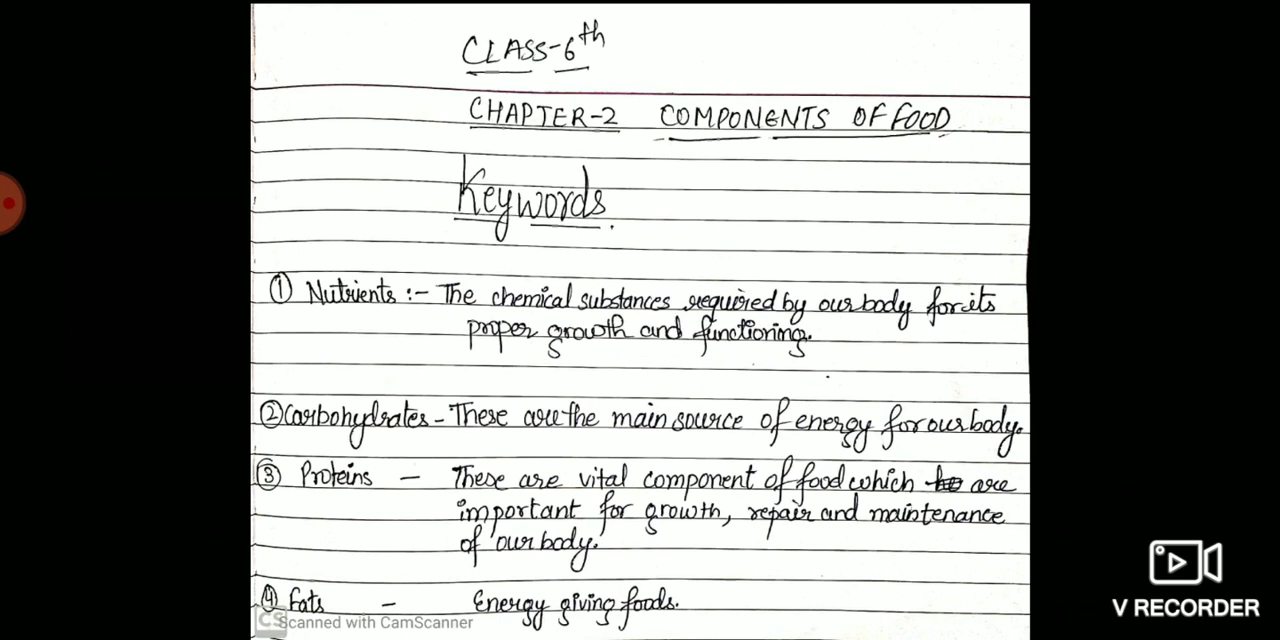 CLASS-6th
CHAPTER-2 COMPONENTS OF FOOD
Keywords.
① Nutrients :- The chemical substances required by our body for its
proper growth and functioning.
② Carbohydrates - These are the main source of energy for our body.
③ Proteins - These are vital component of food which are
important for growth, repair and maintenance
of our body.
④ Fats - Energy giving foods.
CS Scanned with CamScanner
V RECORDER